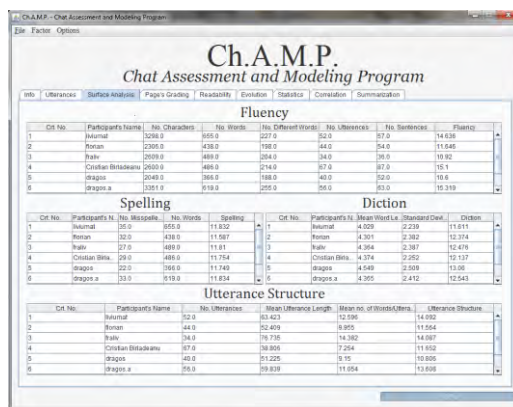 Ch.A.M.P. - Chat Assessment and Modeling Program
File Factor Options
Ch.A.M.P.
Chat Assessment and Modeling Program
Info Utterances Surface Analysis Page's Grading Readability Evolution Statistics Correlation Summarization
Fluency
Crt. No. Participant's Name No. Characters No. Words No. Different Words No. Utterences No. Sentences Fluency
1 liviumat 3298.0 655.0 227.0 52.0 57.0 14.636
2 florian 2306.0 438.0 198.0 44.0 54.0 11.646
3 fraliv 2609.0 489.0 204.0 34.0 36.0 10.92
4 Cristian Birladeanu 2600.0 486.0 214.0 67.0 87.0 15.1
5 dragos 2049.0 366.0 188.0 40.0 52.0 10.6
6 dragos.a 3351.0 619.0 255.0 56.0 63.0 15.319
Spelling Diction
Crt. No. Participant's N... No. Misspelle... No. Words Spelling Crt. No. Participant's N... Mean Word Le... Standard Devi... Diction
1 liviumat 35.0 655.0 11.832 1 liviumat 4.029 2.239 11.611
2 florian 32.0 438.0 11.587 2 florian 4.301 2.382 12.374
3 fraliv 27.0 489.0 11.81 3 fraliv 4.364 2.387 12.476
4 Cristian Birla... 29.0 486.0 11.754 4 Cristian Birla... 4.374 2.252 12.137
5 dragos 22.0 366.0 11.749 5 dragos 4.549 2.509 13.06
6 dragos.a 33.0 619.0 11.834 6 dragos.a 4.365 2.412 12.543
Utterance Structure
Crt. No. Participant's Name No. Utterances Mean Utterance Length Mean no. of Words/Uttera... Utterance Structure
1 liviumat 52.0 63.423 12.596 14.092
2 florian 44.0 52.409 9.955 11.564
3 fraliv 34.0 76.735 14.382 14.087
4 Cristian Birladeanu 67.0 38.806 7.254 11.652
5 dragos 40.0 51.225 9.15 10.806
6 dragos.a 56.0 59.839 11.054 13.606